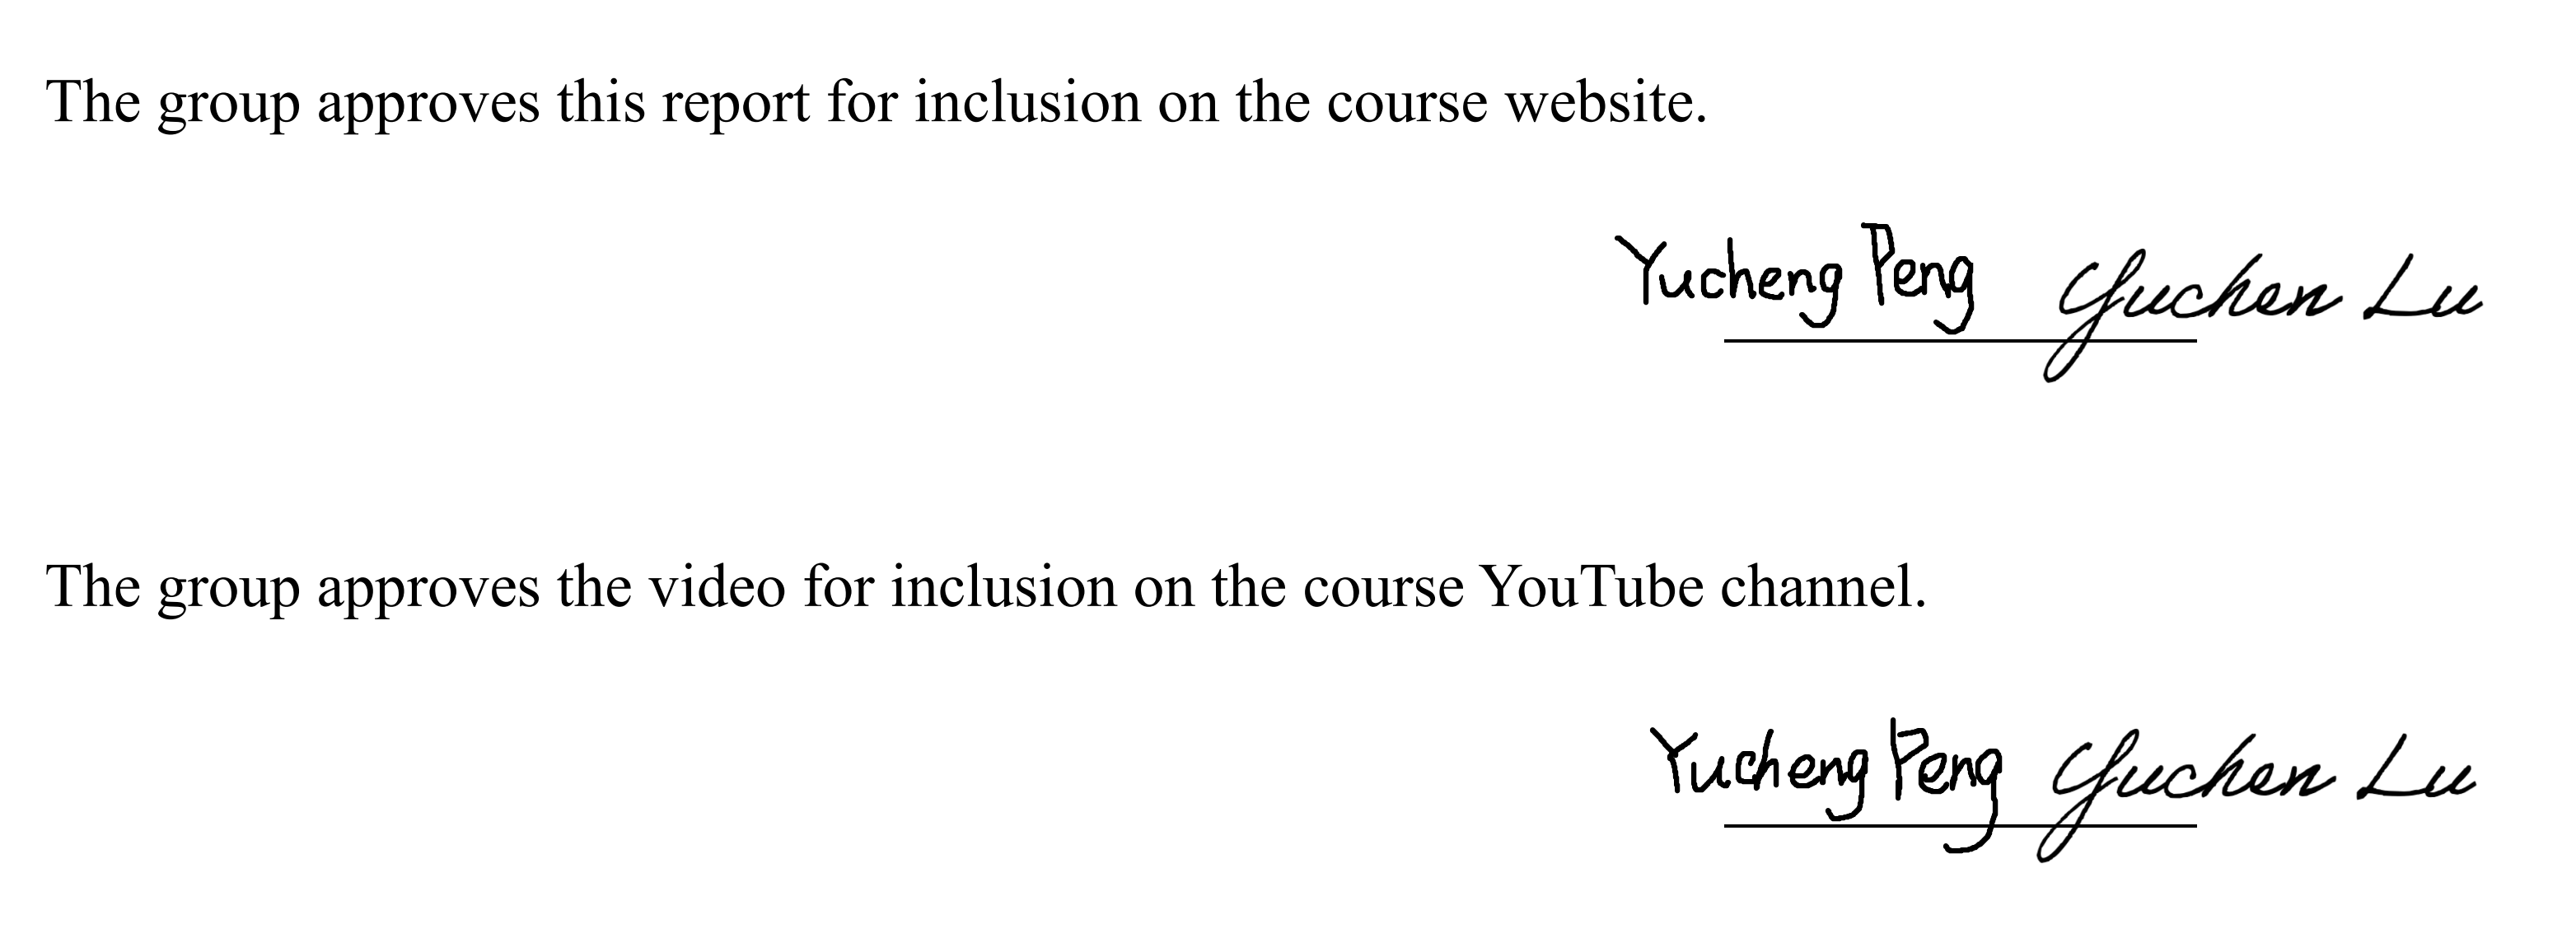 The group approves this report for inclusion on the course website.
Yucheng Peng Yuchen Lu
The group approves the video for inclusion on the course YouTube channel.
Yucheng Peng Yuchen Lu